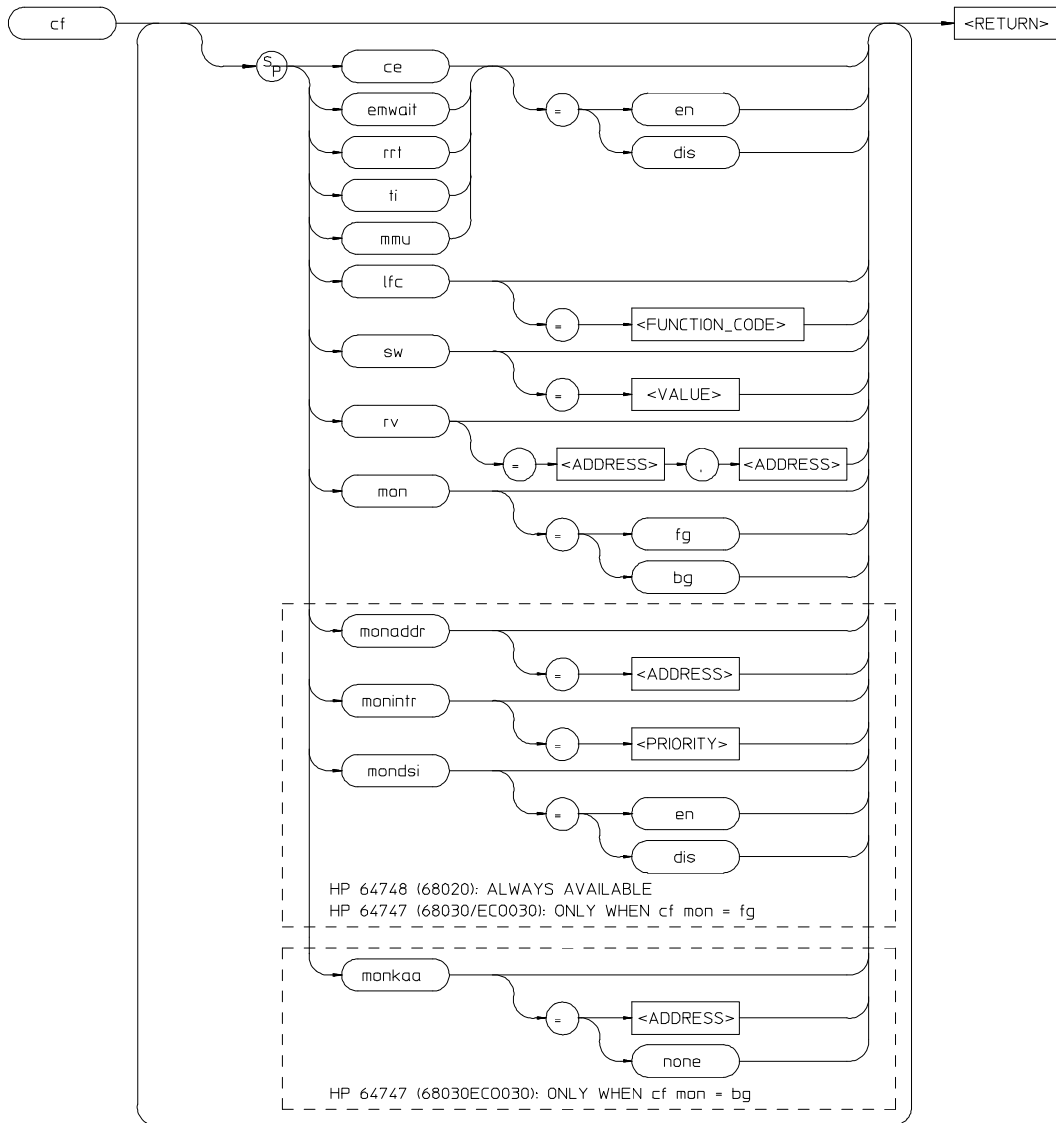 cf <RETURN>
SP ce
emwait = en
rrt dis
ti
mmu
lfc
= <FUNCTION_CODE>
sw
= <VALUE>
rv
= <ADDRESS> , <ADDRESS>
mon
= fg
bg
monaddr
= <ADDRESS>
monintr
= <PRIORITY>
mondsi
= en
dis
HP 64748 (68020): ALWAYS AVAILABLE
HP 64747 (68030/EC0030): ONLY WHEN cf mon = fg
monkaa
= <ADDRESS>
none
HP 64747 (68030EC0030): ONLY WHEN cf mon = bg